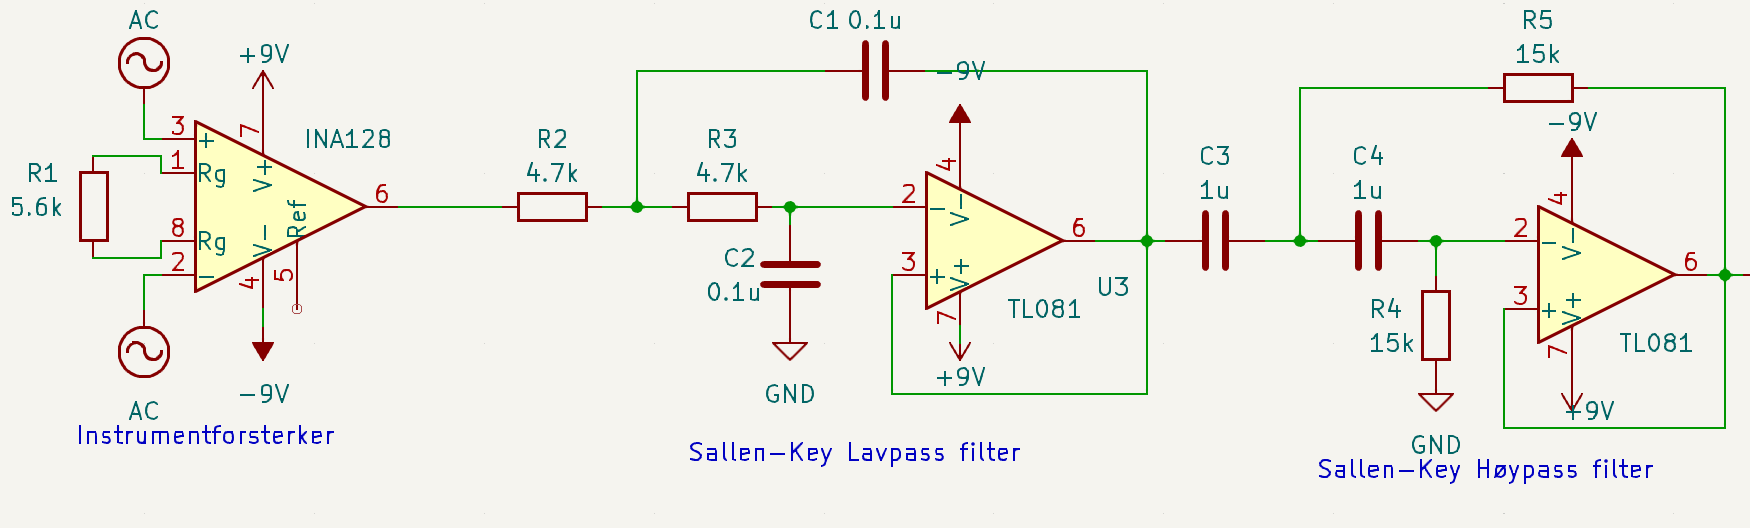 AC
+9V
3
+
7
V+
INA128
R1
5.6k
1
Rg
8
Rg
2
−
V−
4
Ref
5
6
−9V
AC
Instrumentforsterker
R2
4.7k
R3
4.7k
C1 0.1u
−9V
C2
0.1u
GND
4
V−
2
−
3
+
V+
7
6
+9V
TL081
U3
Sallen−Key Lavpass filter
C3
1u
C4
1u
R5
15k
−9V
R4
15k
GND
4
V−
2
−
3
+
V+
7
6
+9V
TL081
Sallen−Key Høypass filter